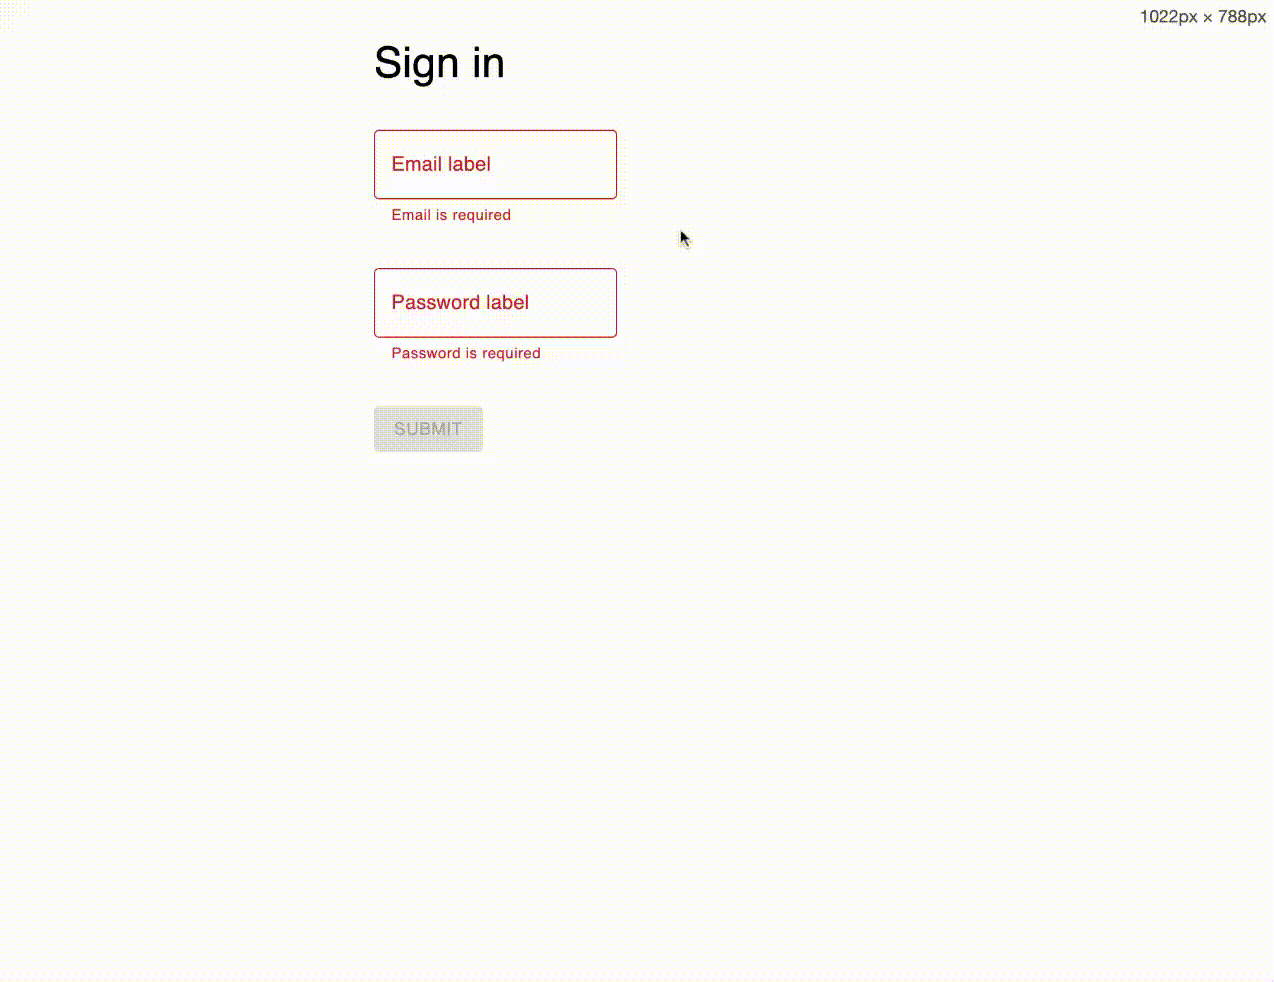 1022px × 788px
Sign in
Email label
Email is required
Password label
Password is required
SUBMIT